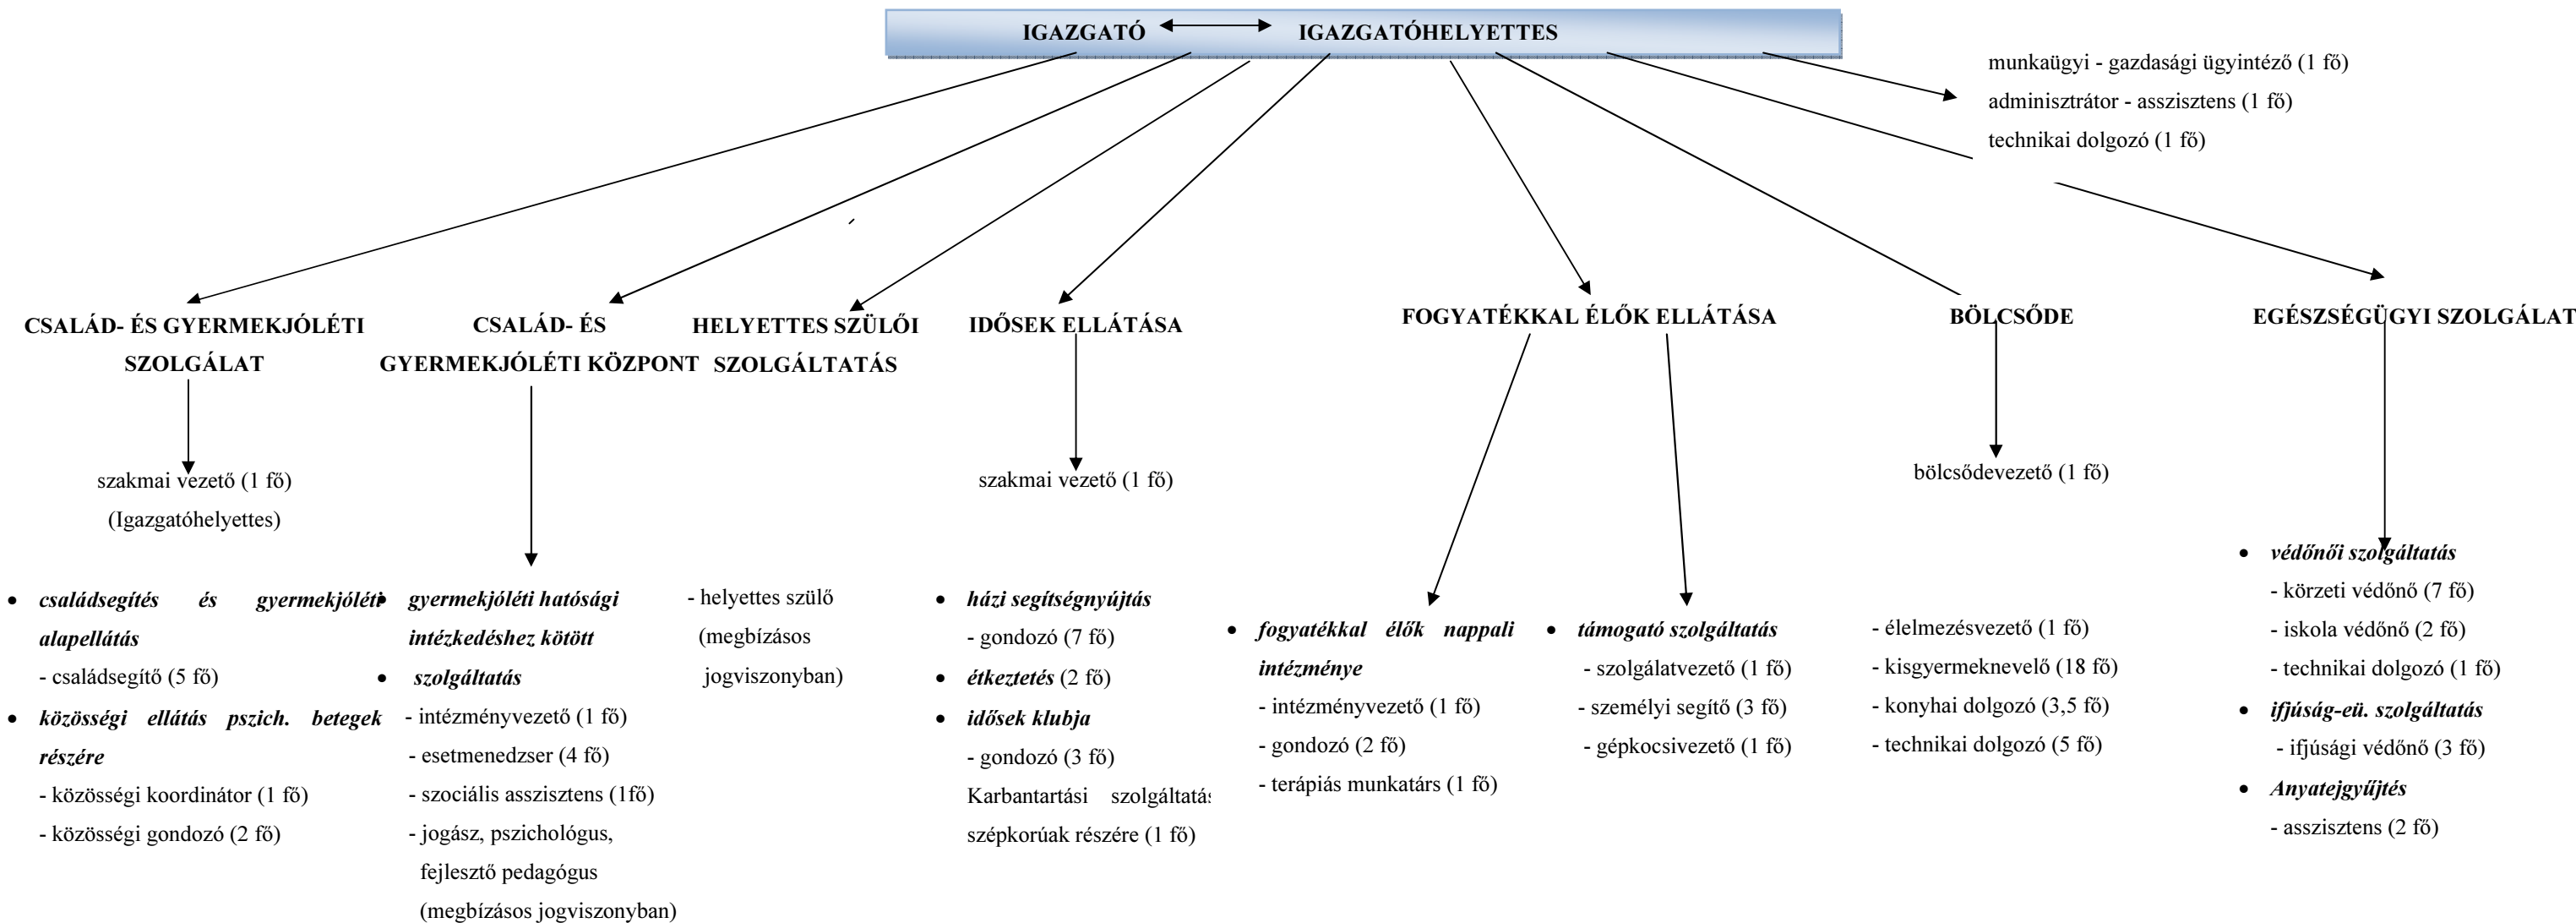 IGAZGATÓ IGAZGATÓHELYETTES
munkaügyi - gazdasági ügyintéző (1 fő)
adminisztrátor - asszisztens (1 fő)
technikai dolgozó (1 fő)
CSALÁD- ÉS GYERMEKJÓLÉTI
SZOLGÁLAT
szakmai vezető (1 fő)
(Igazgatóhelyettes)
• családsegítés és gyermekjóléti
alapellátás
- családsegítő (5 fő)
• közösségi ellátás pszich. betegek
részére
- közösségi koordinátor (1 fő)
- közösségi gondozó (2 fő)
CSALÁD- ÉS
GYERMEKJÓLÉTI KÖZPONT
• gyermekjóléti hatósági
intézkedéshez kötött
• szolgáltatás
- intézményvezető (1 fő)
- esetmenedzser (4 fő)
- szociális asszisztens (1fő)
- jogász, pszichológus,
fejlesztő pedagógus
(megbízásos jogviszonyban)
HELYETTES SZÜLŐI
SZOLGÁLTATÁS
- helyettes szülő
(megbízásos
jogviszonyban)
IDŐSEK ELLÁTÁSA
szakmai vezető (1 fő)
• házi segítségnyújtás
- gondozó (7 fő)
• étkeztetés (2 fő)
• idősek klubja
- gondozó (3 fő)
Karbantartási szolgáltatás
szépkorúak részére (1 fő)
FOGYATÉKKAL ÉLŐK ELLÁTÁSA
• fogyatékkal élők nappali
intézménye
- intézményvezető (1 fő)
- gondozó (2 fő)
- terápiás munkatárs (1 fő)
• támogató szolgáltatás
- szolgálatvezető (1 fő)
- személyi segítő (3 fő)
- gépkocsivezető (1 fő)
BÖLCSŐDE
bölcsődevezető (1 fő)
- élelmezésvezető (1 fő)
- kisgyermeknevelő (18 fő)
- konyhai dolgozó (3,5 fő)
- technikai dolgozó (5 fő)
EGÉSZSÉGÜGYI SZOLGÁLAT
• védőnői szolgáltatás
- körzeti védőnő (7 fő)
- iskola védőnő (2 fő)
- technikai dolgozó (1 fő)
• ifjúság-eü. szolgáltatás
- ifjúsági védőnő (3 fő)
• Anyatejgyűjtés
- asszisztens (2 fő)